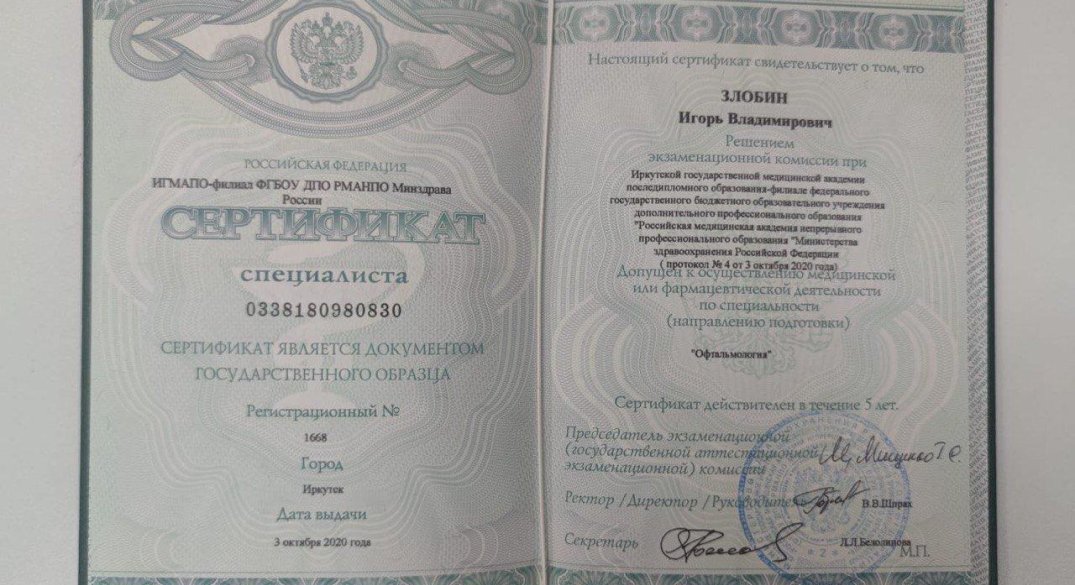 РОССИЙСКАЯ ФЕДЕРАЦИЯ
ИГМАПО-филиал ФГБОУ ДПО РМАНПО Минздрава
России
СЕРТИФИКАТ
специалиста
0338180980830
СЕРТИФИКАТ ЯВЛЯЕТСЯ ДОКУМЕНТОМ
ГОСУДАРСТВЕННОГО ОБРАЗЦА
Регистрационный №
1668
Город
Иркутск
Дата выдачи
3 октября 2020 года
Настоящий сертификат свидетельствует о том, что
ЗЛОБИН
Игорь Владимирович
Решением
экзаменационной комиссии при
Иркутской государственной медицинской академии
последипломного образования-филиале федерального
государственного бюджетного образовательного учреждения
дополнительного профессионального образования
"Российская медицинская академия непрерывного
профессионального образования "Министерства
здравоохранения Российской Федерации
( протокол № 4 от 3 октября 2020 года)
Допущен к осуществлению медицинской
или фармацевтической деятельности
по специальности
(направлению подготовки)
"Офтальмология"
Сертификат действителен в течение 5 лет.
Председатель экзаменационной
(государственной аттестационной
экзаменационной) комиссии
Ректор /Директор /Руководитель
В.В.Шпрах
Секретарь
М.П.